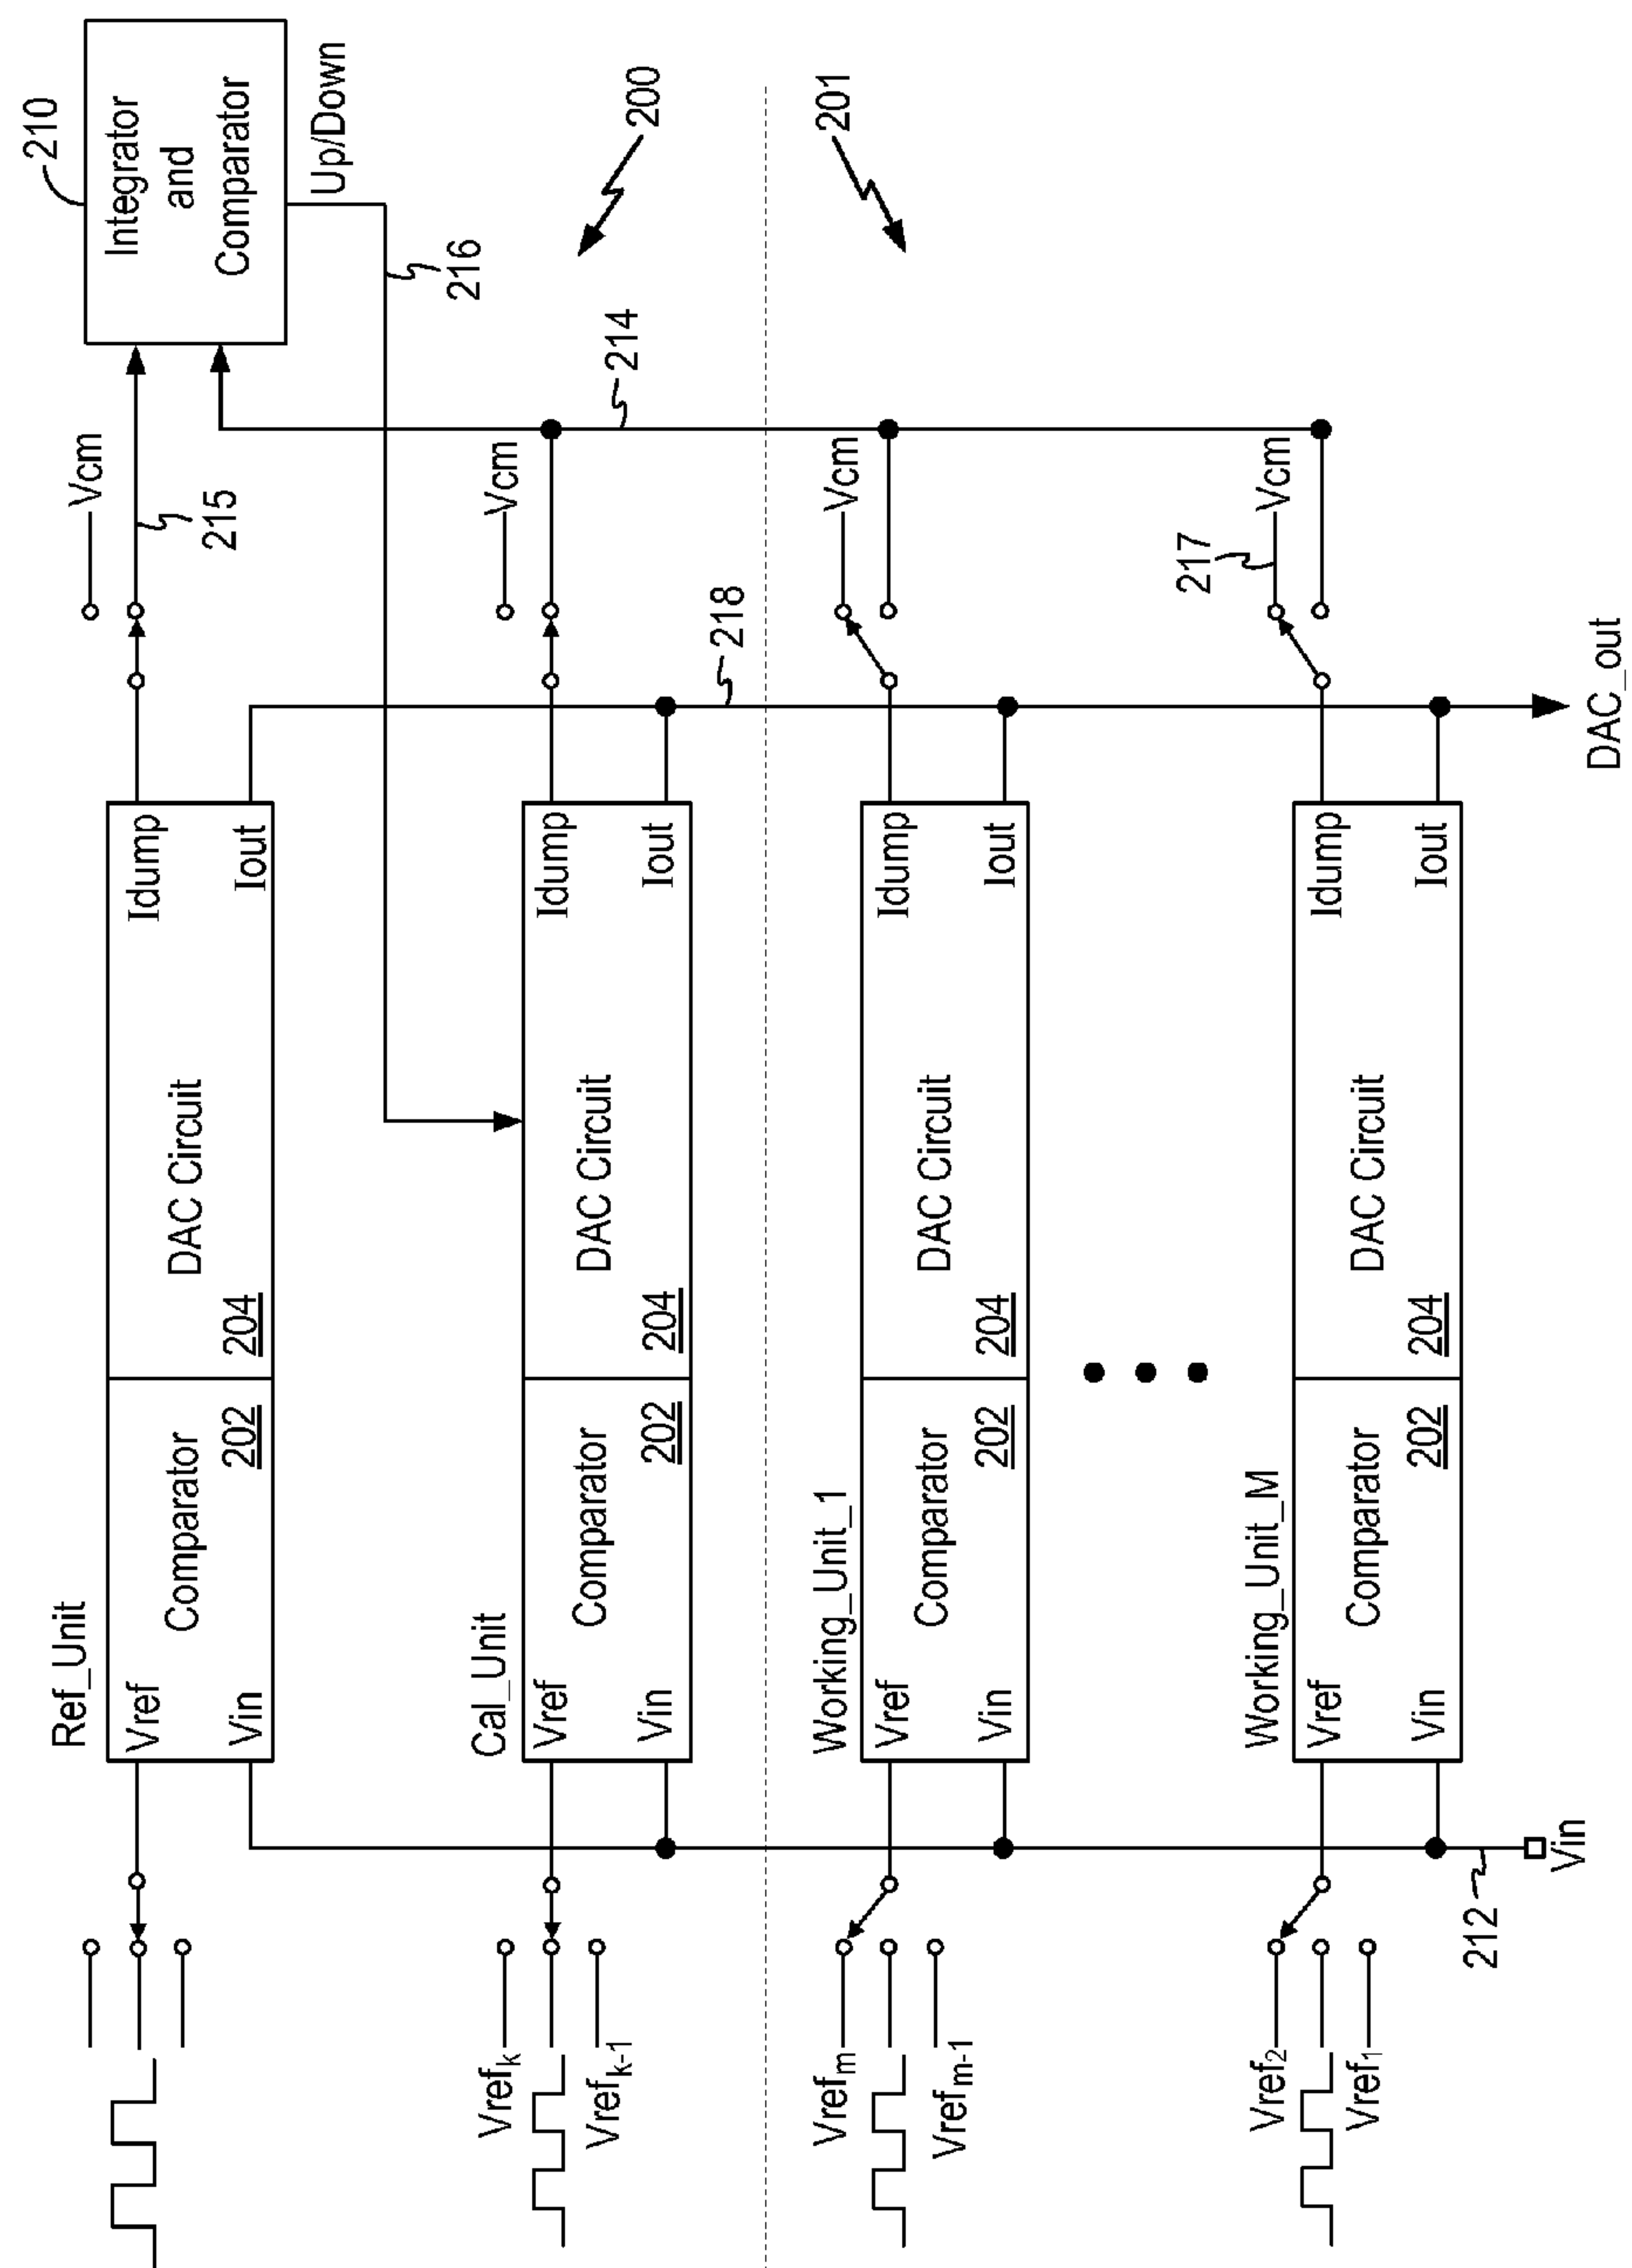 Ref_Unit
Vref
Vin
Comparator
202
DAC Circuit
204
Idump
Iout
Vcm
215
210
Integrator
and
Comparator
Up/Down
216
Vrefk
Vrefk-1
Cal_Unit
Vref
Vin
Comparator
202
DAC Circuit
204
Idump
Iout
Vcm
214
200
218
201
Vrefm
Vrefm-1
Working_Unit_1
Vref
Vin
Comparator
202
DAC Circuit
204
Idump
Iout
Vcm
Vref2
Vref1
Working_Unit_M
Vref
Vin
Comparator
202
DAC Circuit
204
Idump
Iout
217
Vcm
212
Vin
DAC_out